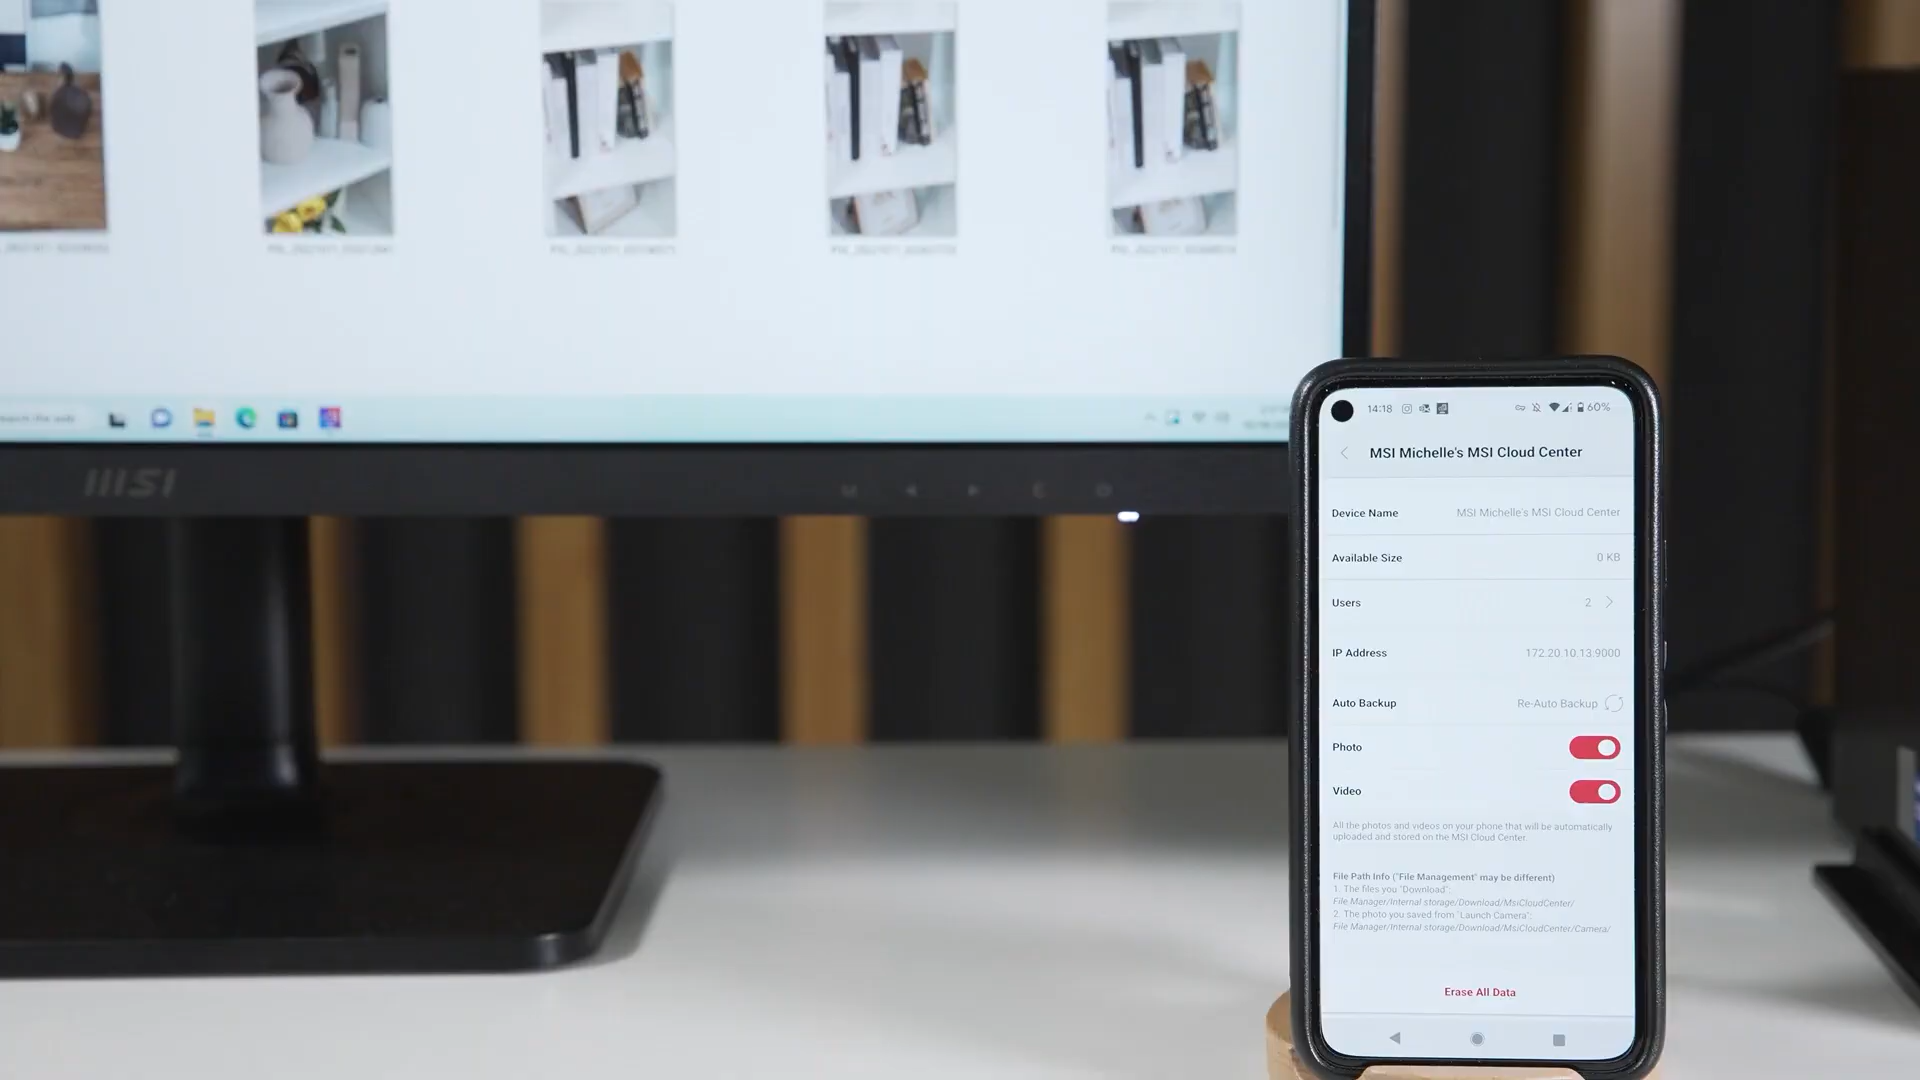 msi
14:18
60%
MSI Michelle's MSI Cloud Center
Device Name MSI Michelle's MSI Cloud Center
Available Size 0 KB
Users 2
IP Address 172.20.10.13:9000
Auto Backup Re-Auto Backup
Photo
Video
All the photos and videos on your phone that will be automatically
uploaded and stored on the MSI Cloud Center.
File Path Info ("File Management" may be different)
1. The files you "Download":
File Manager/Internal storage/Download/MsiCloudCenter/
2. The photo you saved from "Launch Camera":
File Manager/Internal storage/Download/MsiCloudCenter/Camera/
Erase All Data